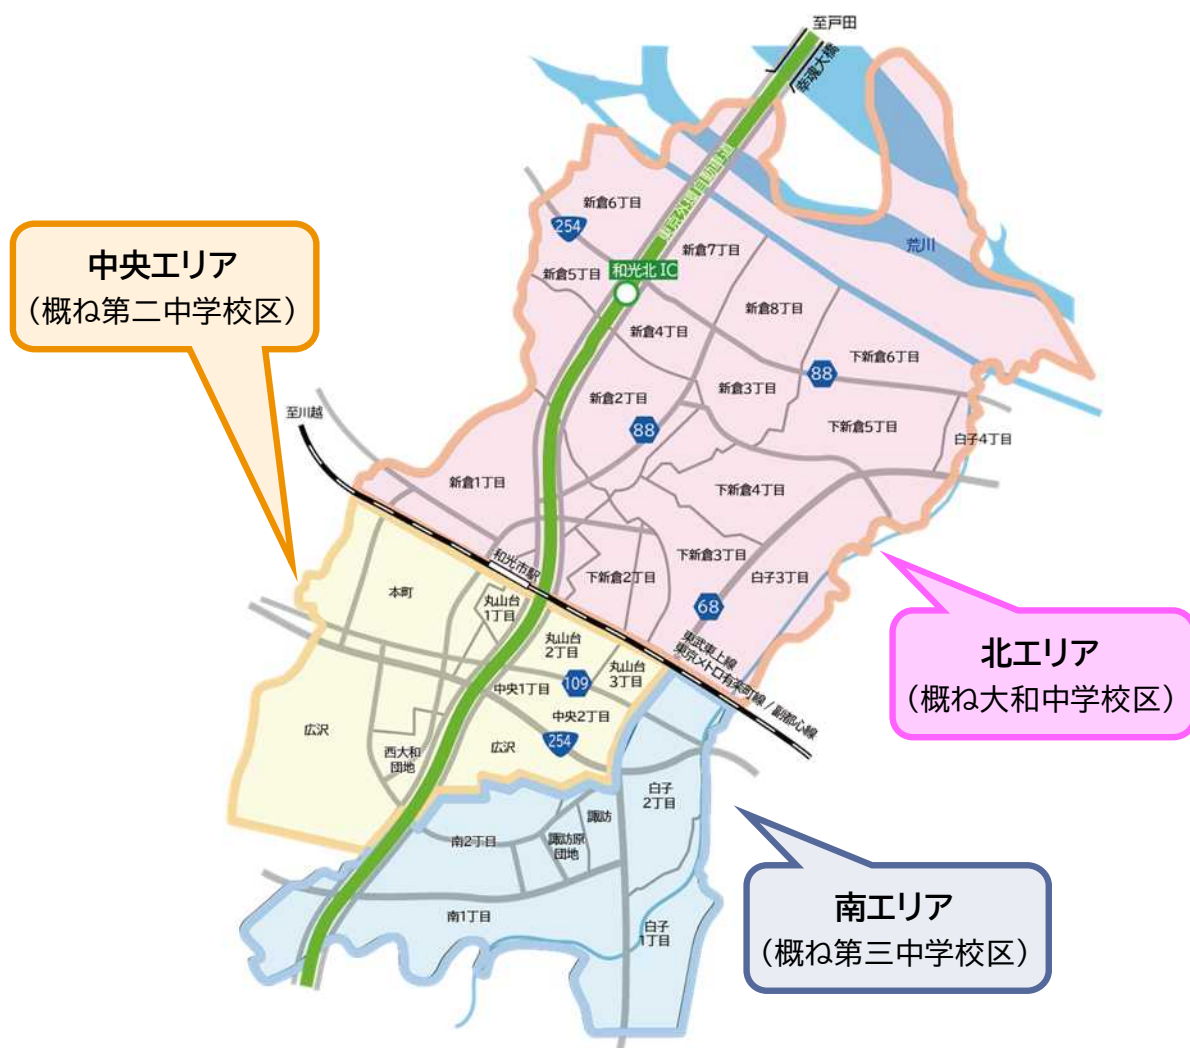 至戸田
幸魂大橋
東京外環自動車道
新倉6丁目
254
荒川
新倉7丁目
中央エリア
（概ね第二中学校区）
新倉5丁目
和光北 IC
新倉8丁目
新倉4丁目
下新倉6丁目
88
新倉3丁目
新倉2丁目
至川越
88
下新倉5丁目
白子4丁目
新倉1丁目
下新倉4丁目
和光市駅
下新倉3丁目
下新倉2丁目
白子3丁目
本町
丸山台
1丁目
68
丸山台
2丁目
東武東上線
東京メトロ有楽町線 / 副都心線
北エリア
（概ね大和中学校区）
丸山台
3丁目
中央1丁目
109
中央2丁目
広沢
254
広沢
西大和
団地
白子
2丁目
諏訪
南2丁目
諏訪原
団地
南エリア
（概ね第三中学校区）
南1丁目
白子
1丁目